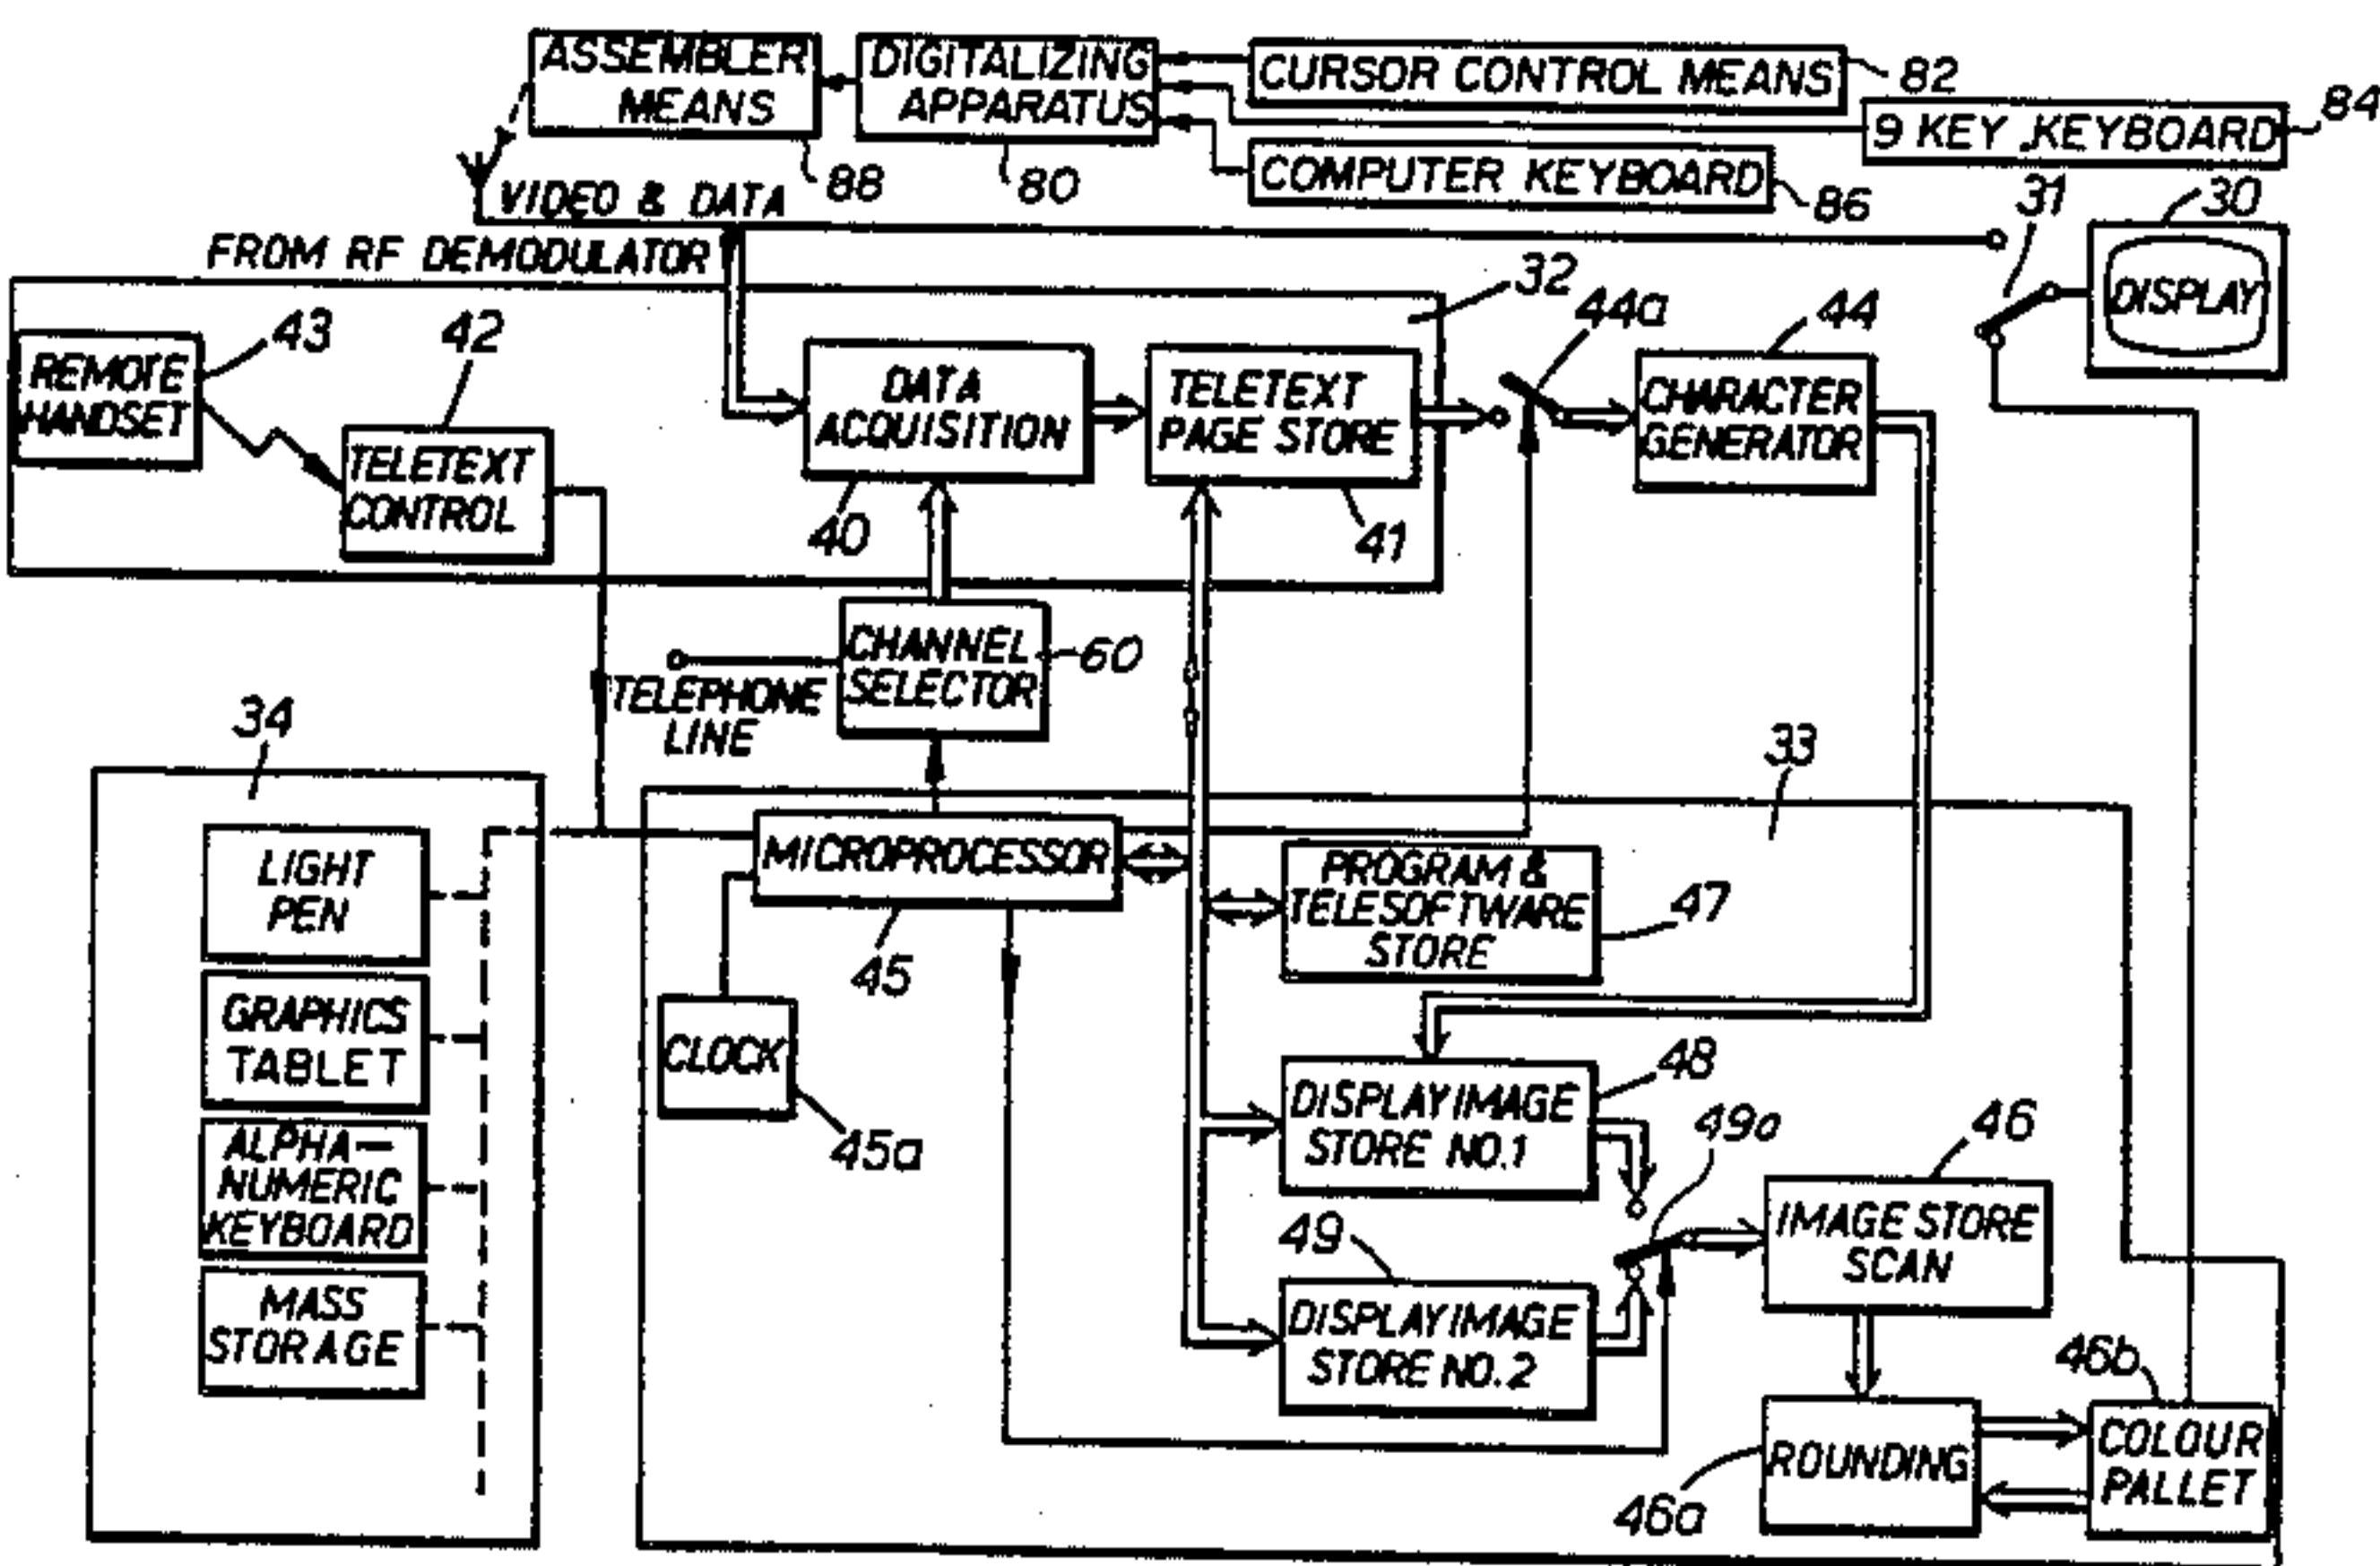 ASSEMBLER
MEANS
88
DIGITALIZING
APPARATUS
80
CURSOR CONTROL MEANS
82
9 KEY KEYBOARD
84
COMPUTER KEYBOARD
86
VIDEO & DATA
FROM RF DEMODULATOR
31
30
DISPLAY
32
REMOTE
HANDSET
43
42
TELETEXT
CONTROL
DATA
ACQUISITION
40
TELETEXT
PAGE STORE
41
44a
44
CHARACTER
GENERATOR
CHANNEL
SELECTOR
60
TELEPHONE
LINE
34
LIGHT
PEN
GRAPHICS
TABLET
ALPHA—
NUMERIC
KEYBOARD
MASS
STORAGE
33
MICROPROCESSOR
45
CLOCK
45a
PROGRAM &
TELESOFTWARE
STORE
47
DISPLAY IMAGE
STORE NO.1
48
49
DISPLAY IMAGE
STORE NO.2
49a
46
IMAGE STORE
SCAN
ROUNDING
46a
46b
COLOUR
PALLET